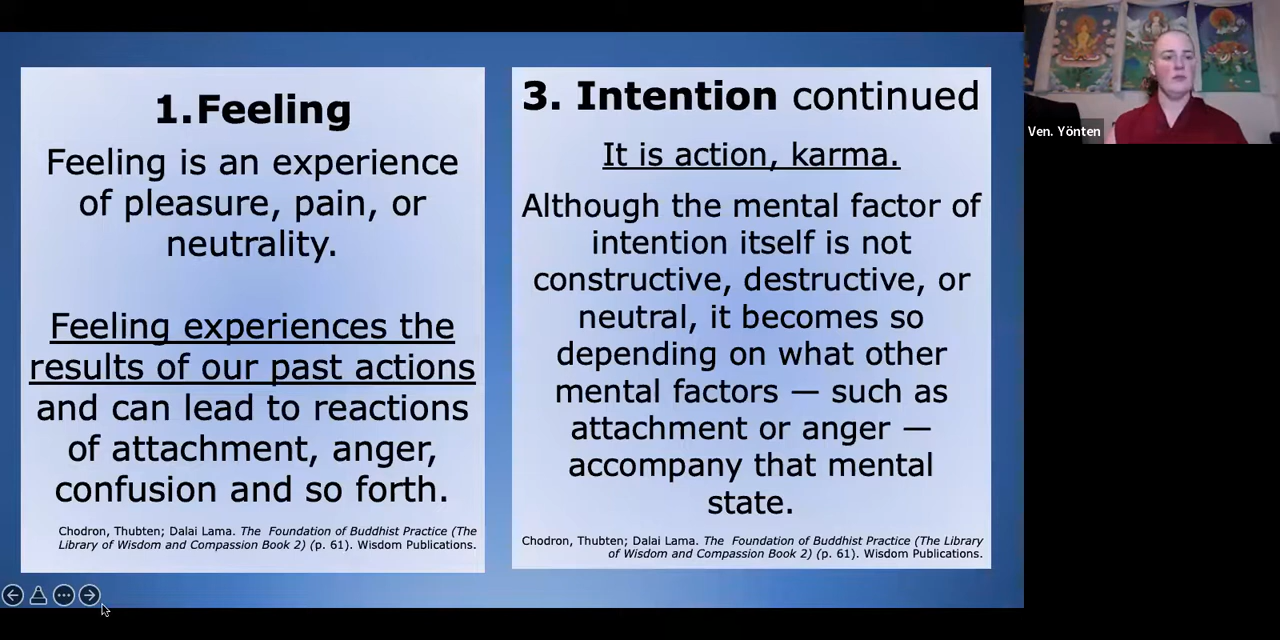 1.Feeling
Feeling is an experience
of pleasure, pain, or
neutrality.
Feeling experiences the
results of our past actions
and can lead to reactions
of attachment, anger,
confusion and so forth.
Chodron, Thubten; Dalai Lama. The Foundation of Buddhist Practice (The
Library of Wisdom and Compassion Book 2) (p. 61). Wisdom Publications.
3. Intention continued
It is action, karma.
Although the mental factor of
intention itself is not
constructive, destructive, or
neutral, it becomes so
depending on what other
mental factors — such as
attachment or anger —
accompany that mental
state.
Chodron, Thubten; Dalai Lama. The Foundation of Buddhist Practice (The Library
of Wisdom and Compassion Book 2) (p. 61). Wisdom Publications.
Ven. Yönten